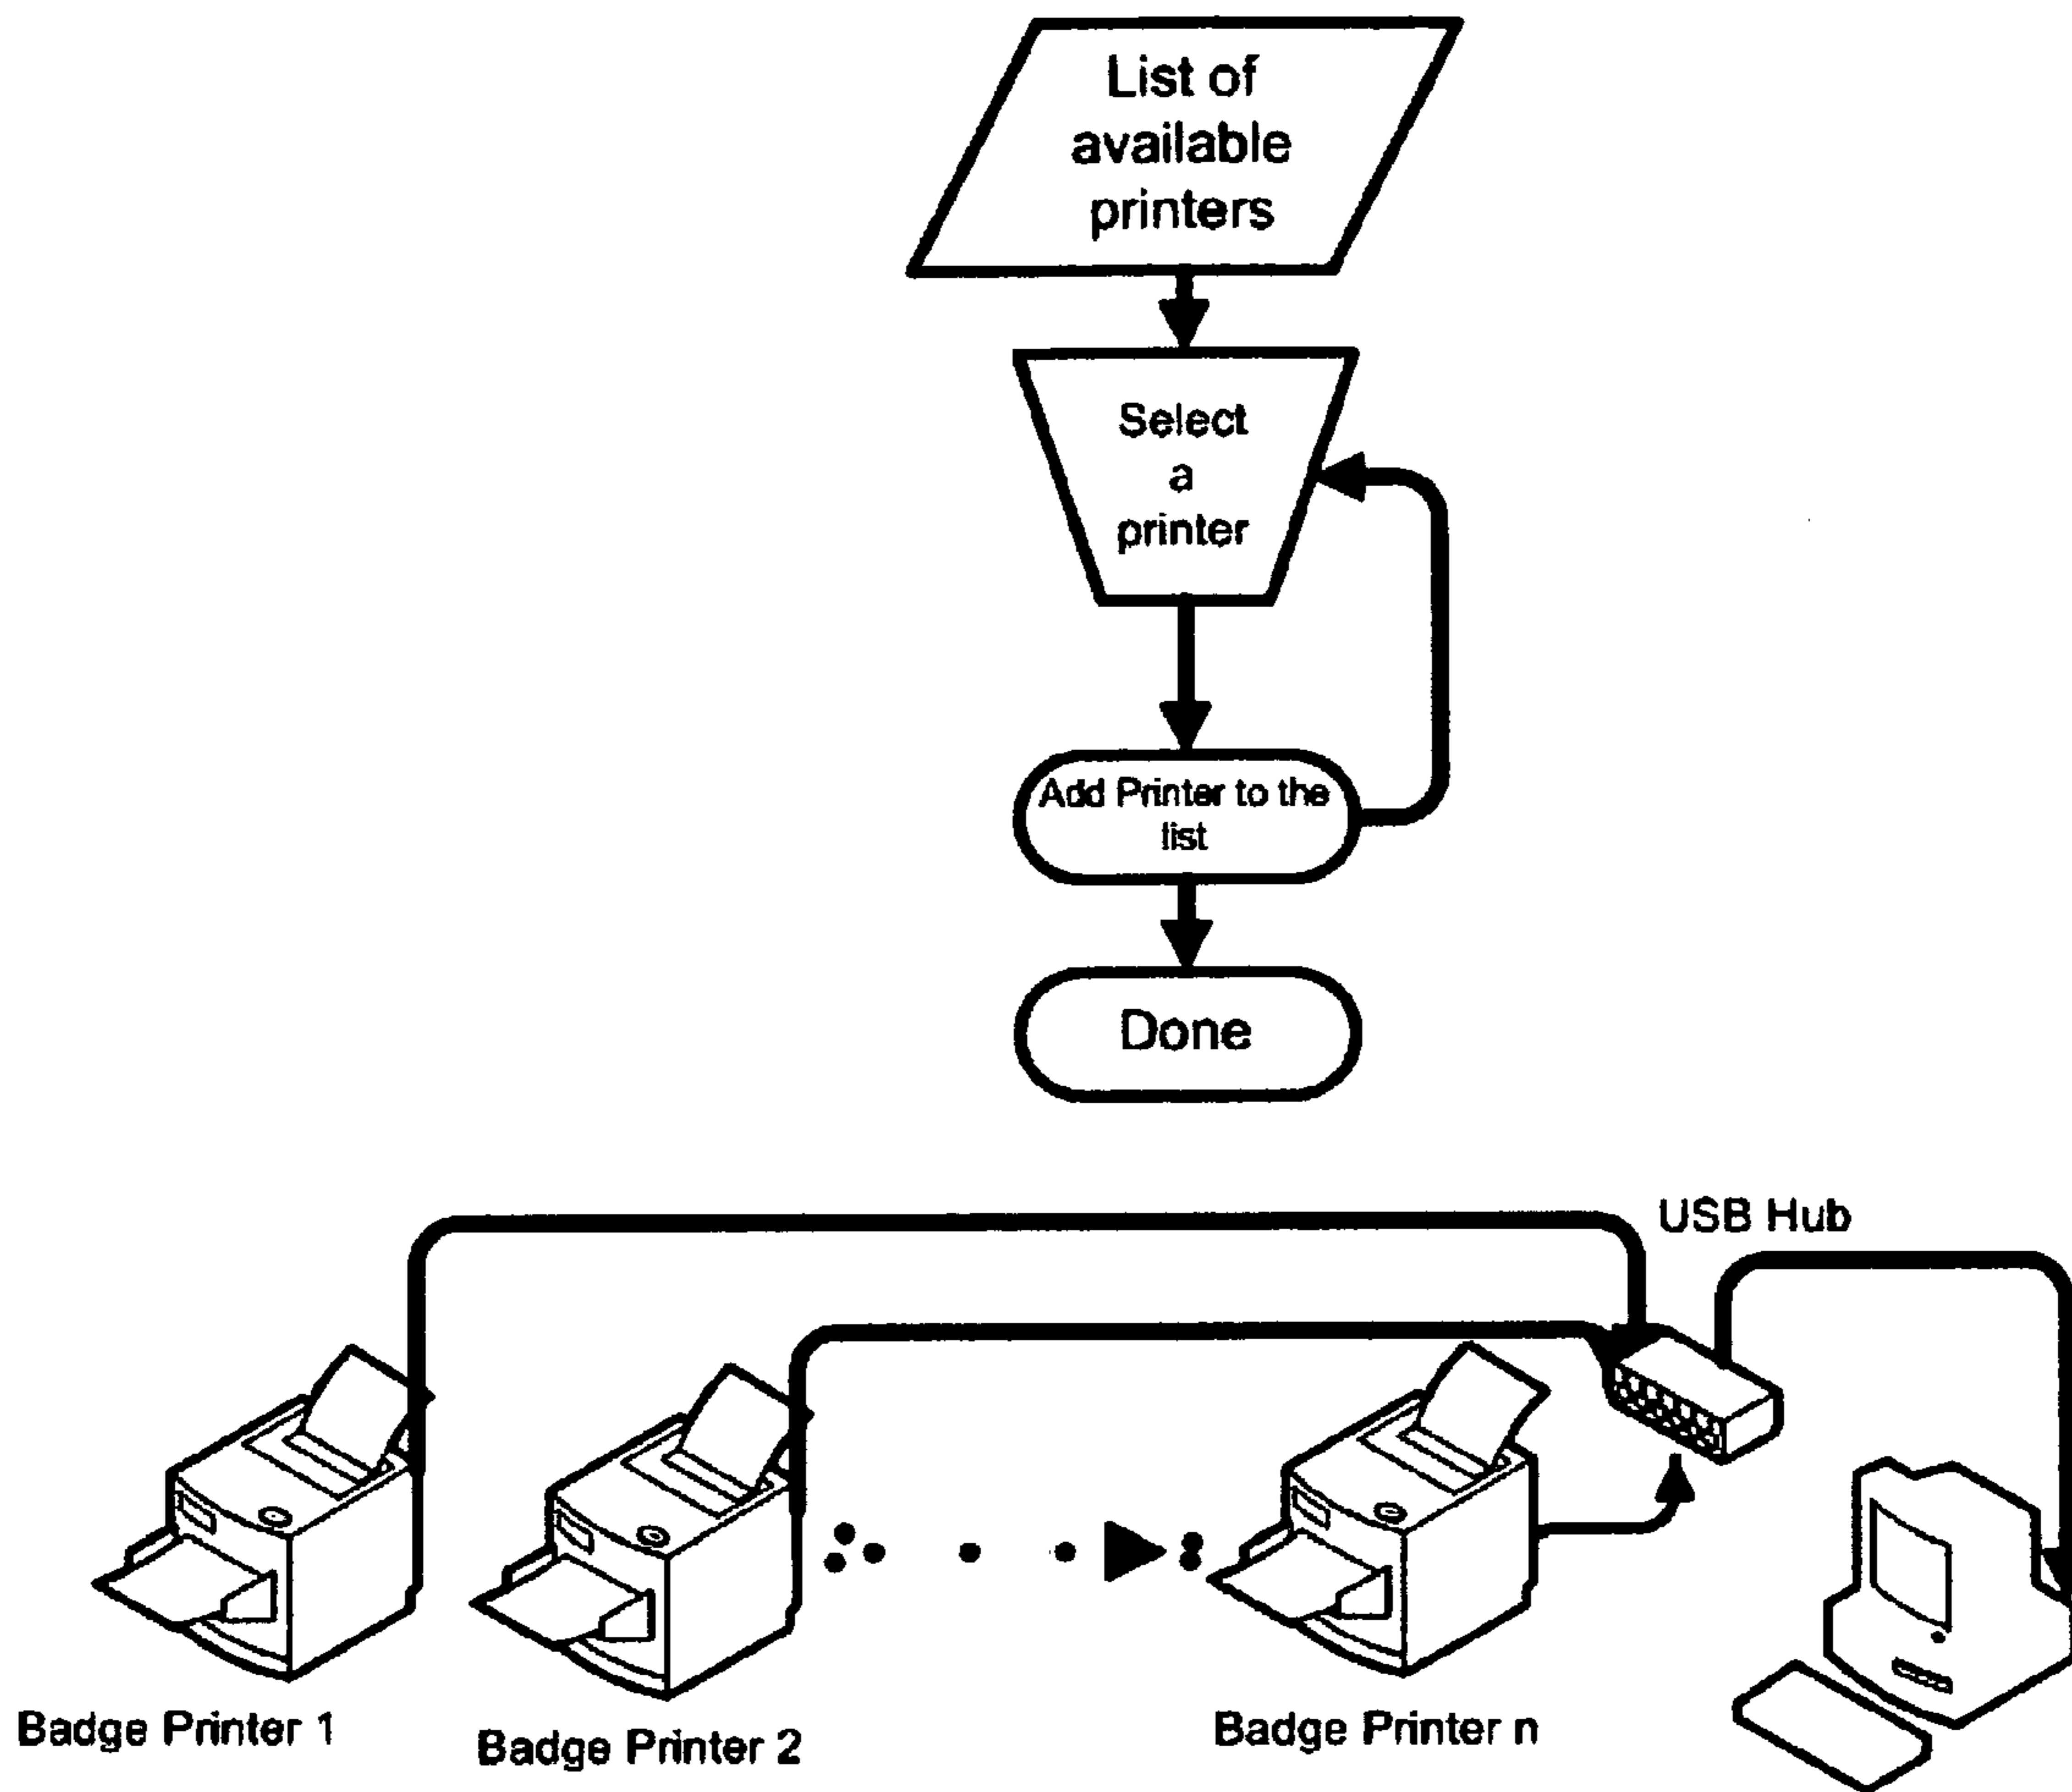 List of
available
printers
Select
a
printer
Add Printer to the
list
Done
USB Hub
Badge Printer 1
Badge Printer 2
Badge Printer n